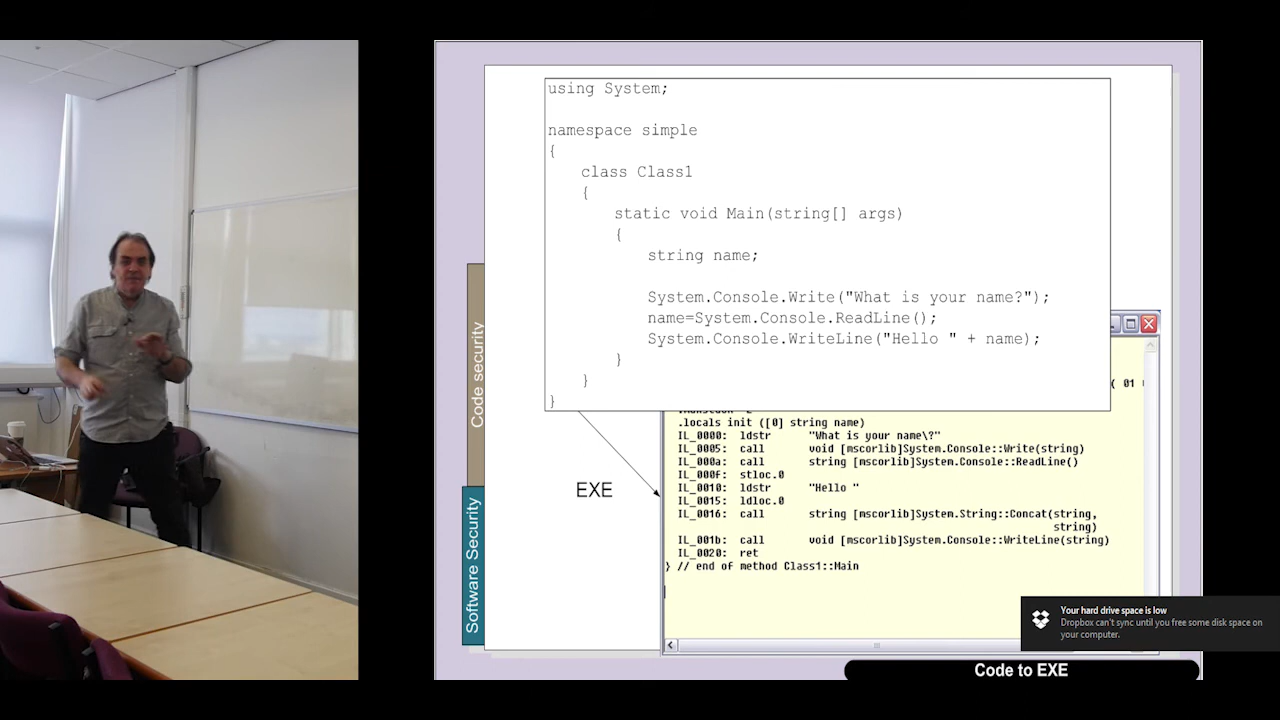 using System;
namespace simple
{
class Class1
{
static void Main(string[] args)
{
string name;
System.Console.Write("What is your name?");
name=System.Console.ReadLine();
System.Console.WriteLine("Hello " + name);
}
}
}
( 01
.locals init ([0] string name)
IL_0000: ldstr "What is your name\?"
IL_0005: call void [mscorlib]System.Console::Write(string)
IL_000a: call string [mscorlib]System.Console::ReadLine()
IL_000f: stloc.0
IL_0010: ldstr "Hello "
IL_0015: ldloc.0
IL_0016: call string [mscorlib]System.String::Concat(string,
string)
IL_001b: call void [mscorlib]System.Console::WriteLine(string)
IL_0020: ret
} // end of method Class1::Main
EXE
Code security
Software Security
Your hard drive space is low
Dropbox can't sync until you free some disk space on
your computer.
Code to EXE